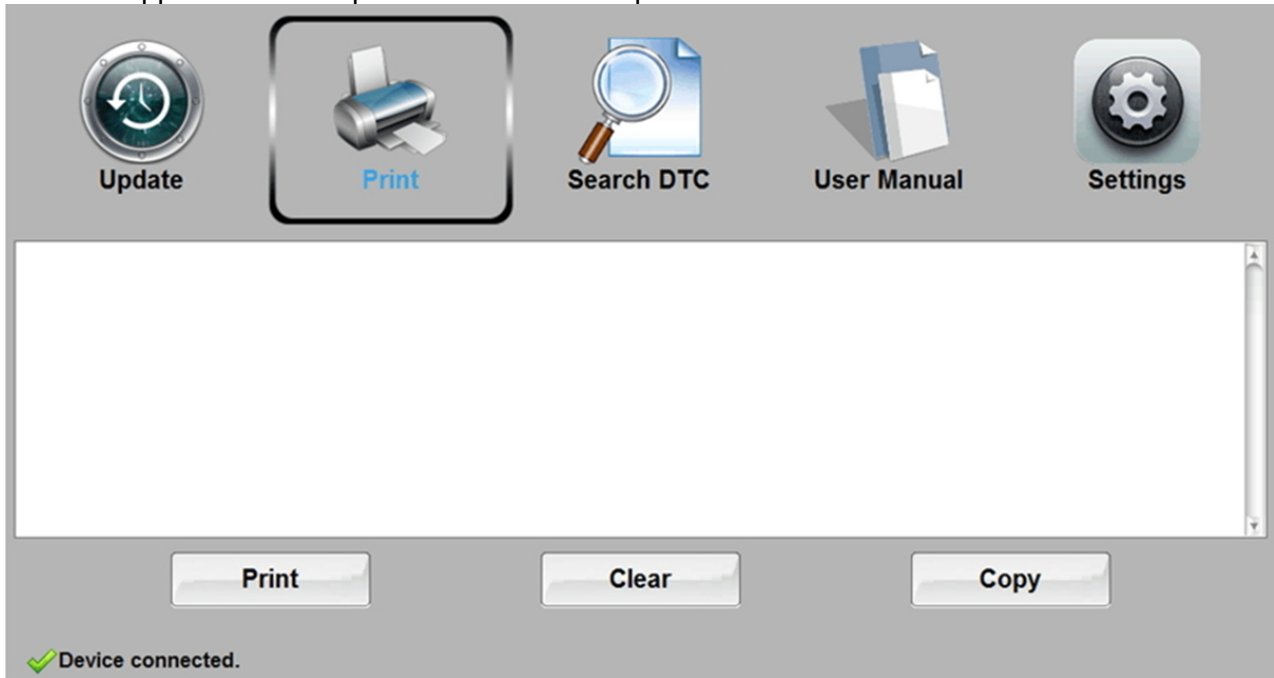 Update
Print
Search DTC
User Manual
Settings
Print
Clear
Copy
Device connected.